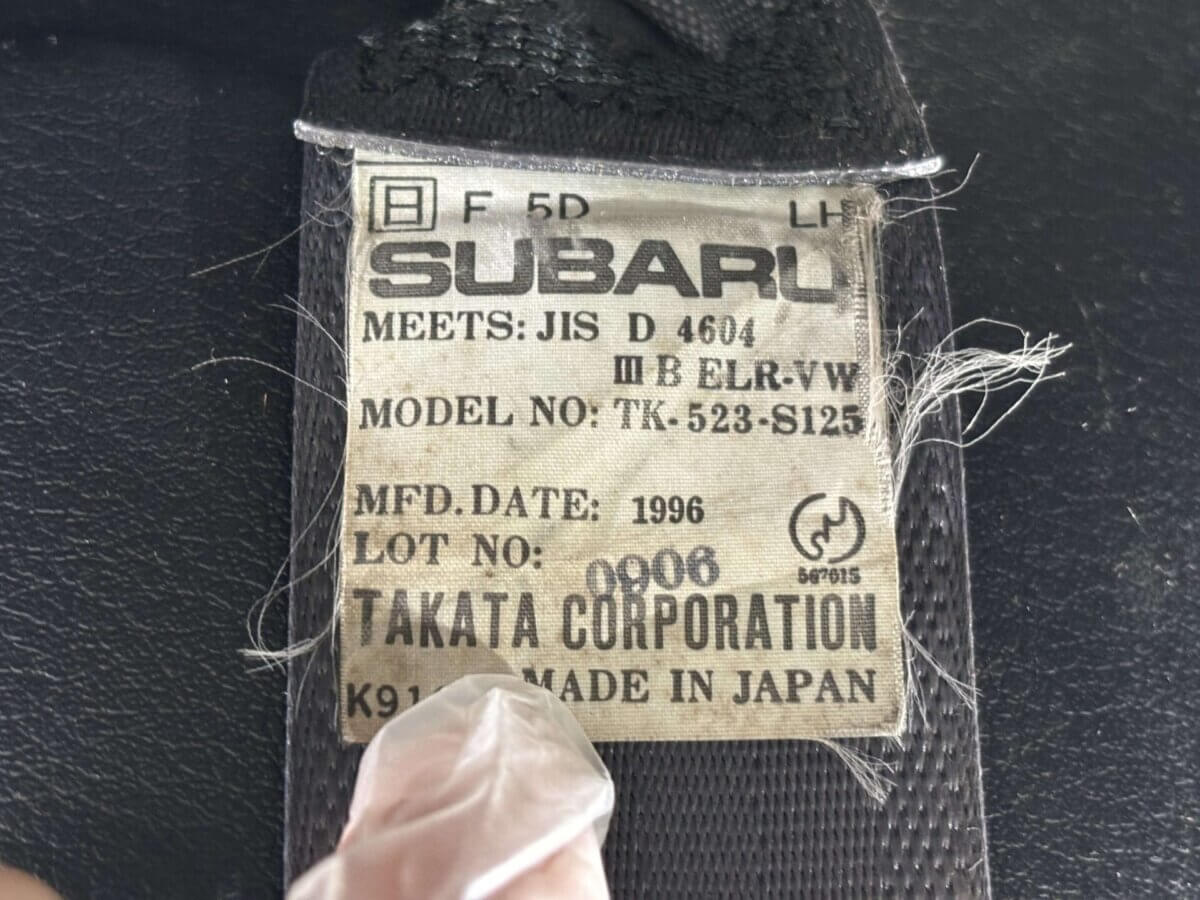 日 F 5D LH
SUBARU
MEETS: JIS D 4604
III B ELR-VW
MODEL NO: TK-523-S125
MFD. DATE: 1996
567615
LOT NO: 0906
TAKATA CORPORATION
MADE IN JAPAN